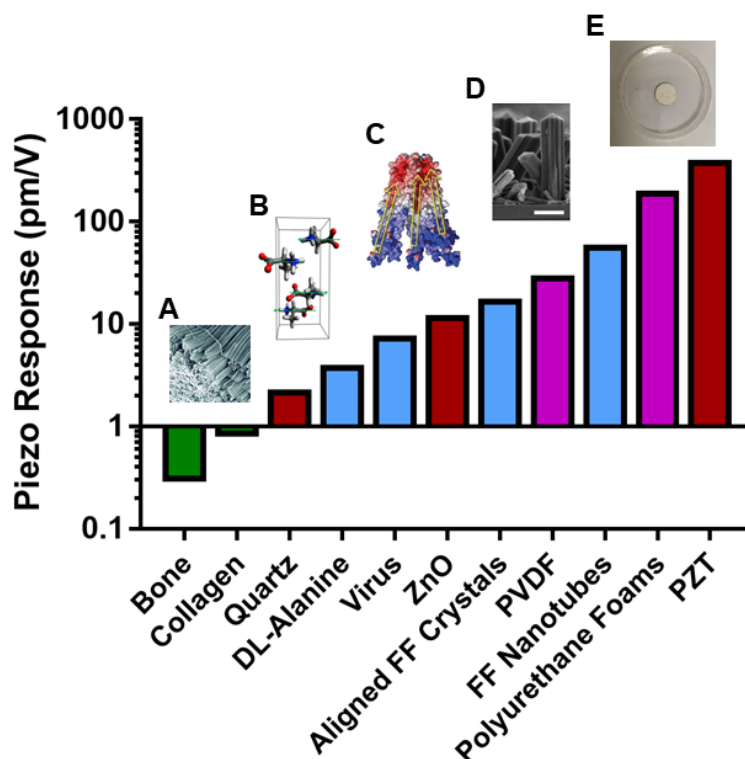 E
D
C
B
A
Piezo Response (pm/V)
1000
100
10
1
0.1
Bone
Collagen
Quartz
DL-Alanine
Virus
ZnO
Aligned FF Crystals
PVDF
FF Nanotubes
Polyurethane Foams
PZT